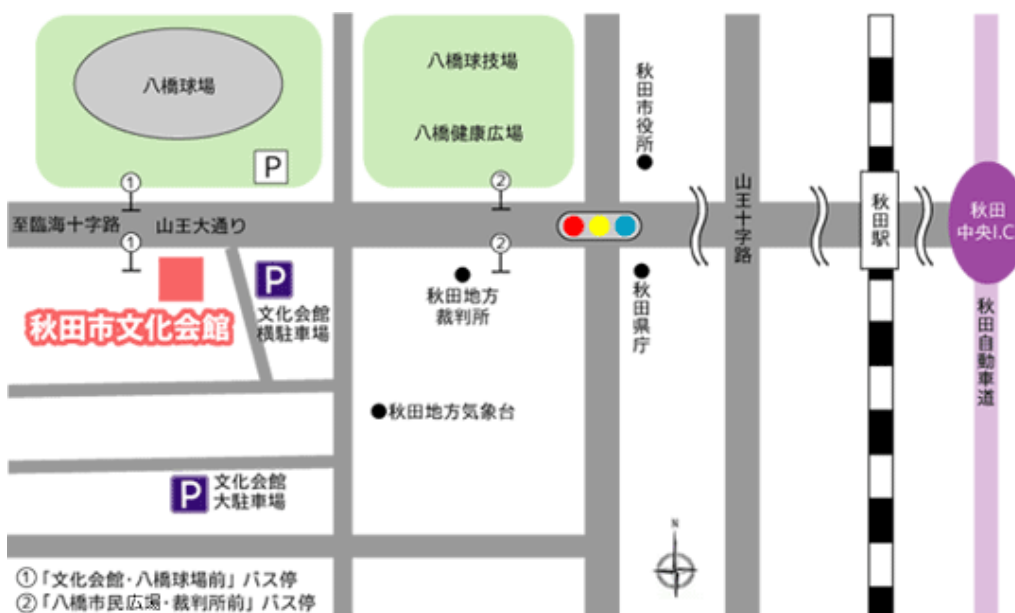 八橋球場
P
八橋球技場
八橋健康広場
秋田市役所
①
②
至臨海十字路
山王大通り
①
②
山王十字路
秋田駅
秋田
中央I.C
秋田市文化会館
P
文化会館
横駐車場
秋田地方
裁判所
秋田県庁
秋田自動車道
秋田地方気象台
P
文化会館
大駐車場
N
①「文化会館・八橋球場前」バス停
②「八橋市民広場・裁判所前」バス停